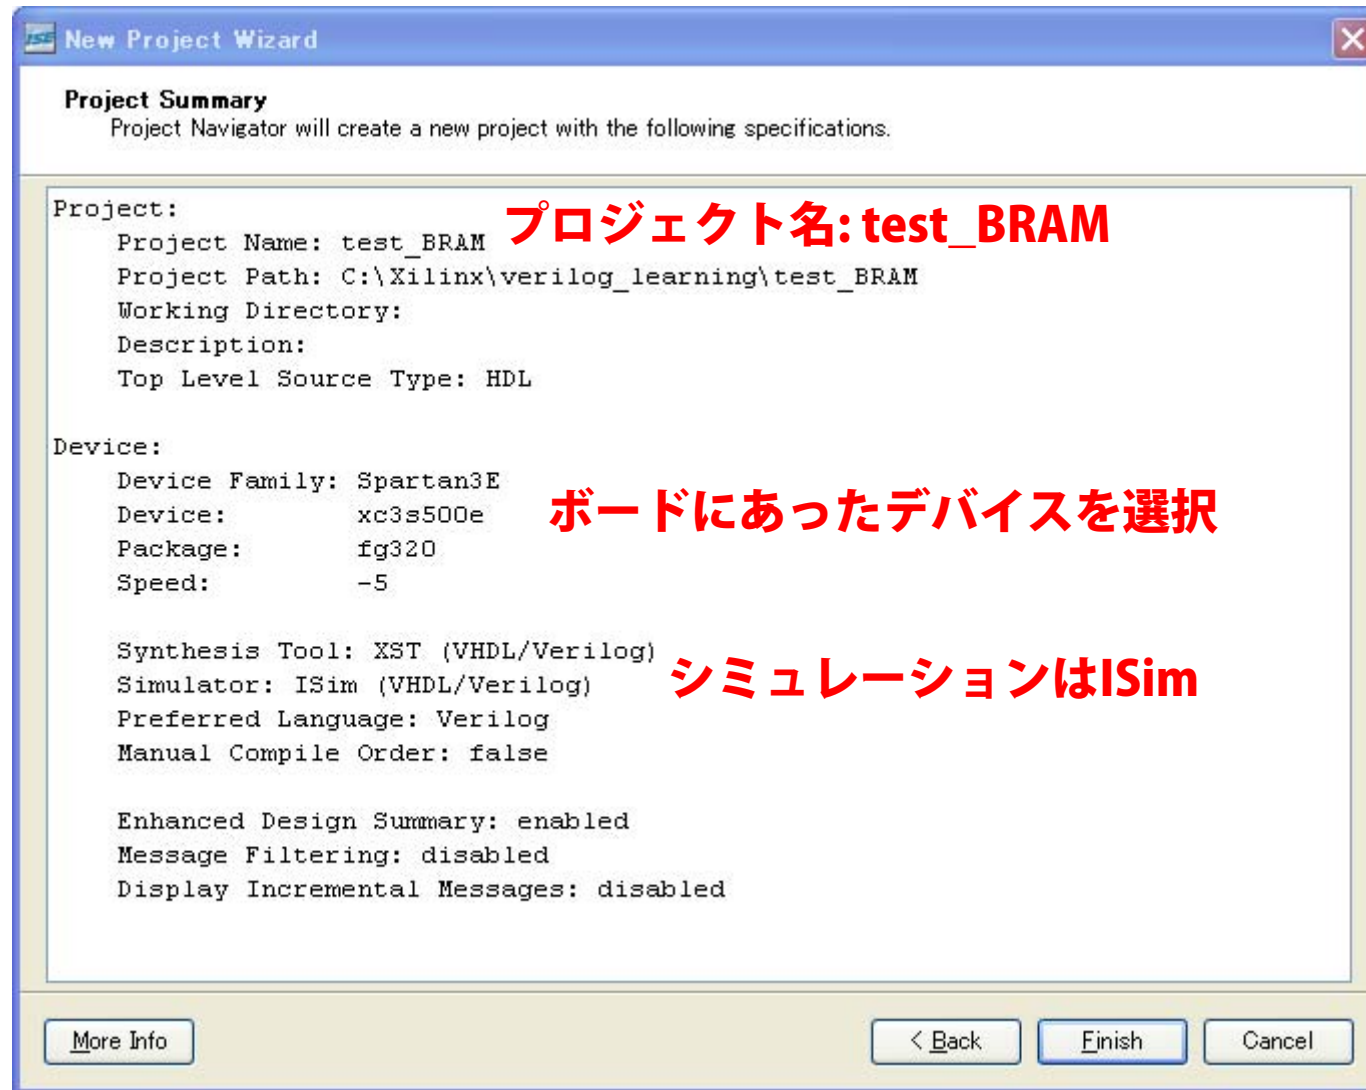 ISE New Project Wizard
Project Summary
Project Navigator will create a new project with the following specifications.
Project:
プロジェクト名: test_BRAM
Project Name: test_BRAM
Project Path: C:\Xilinx\verilog_learning\test_BRAM
Working Directory:
Description:
Top Level Source Type: HDL
Device:
Device Family: Spartan3E
ボードにあったデバイスを選択
Device: xc3s500e
Package: fg320
Speed: -5
Synthesis Tool: XST (VHDL/Verilog)
シミュレーションはISim
Simulator: ISim (VHDL/Verilog)
Preferred Language: Verilog
Manual Compile Order: false
Enhanced Design Summary: enabled
Message Filtering: disabled
Display Incremental Messages: disabled
More Info
< Back
Finish
Cancel